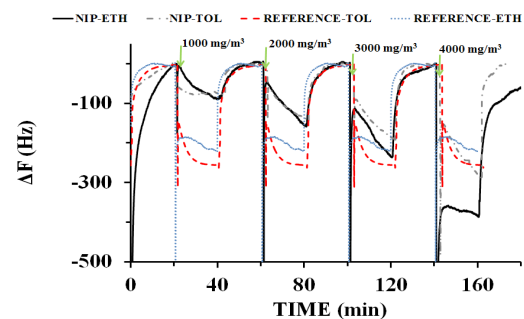 NIP-ETH NIP-TOL REFERENCE-TOL REFERENCE-ETH
1000 mg/m³ 2000 mg/m³ 3000 mg/m³ 4000 mg/m³
-100
-300
-500
ΔF (Hz)
0 40 80 120 160
TIME (min)